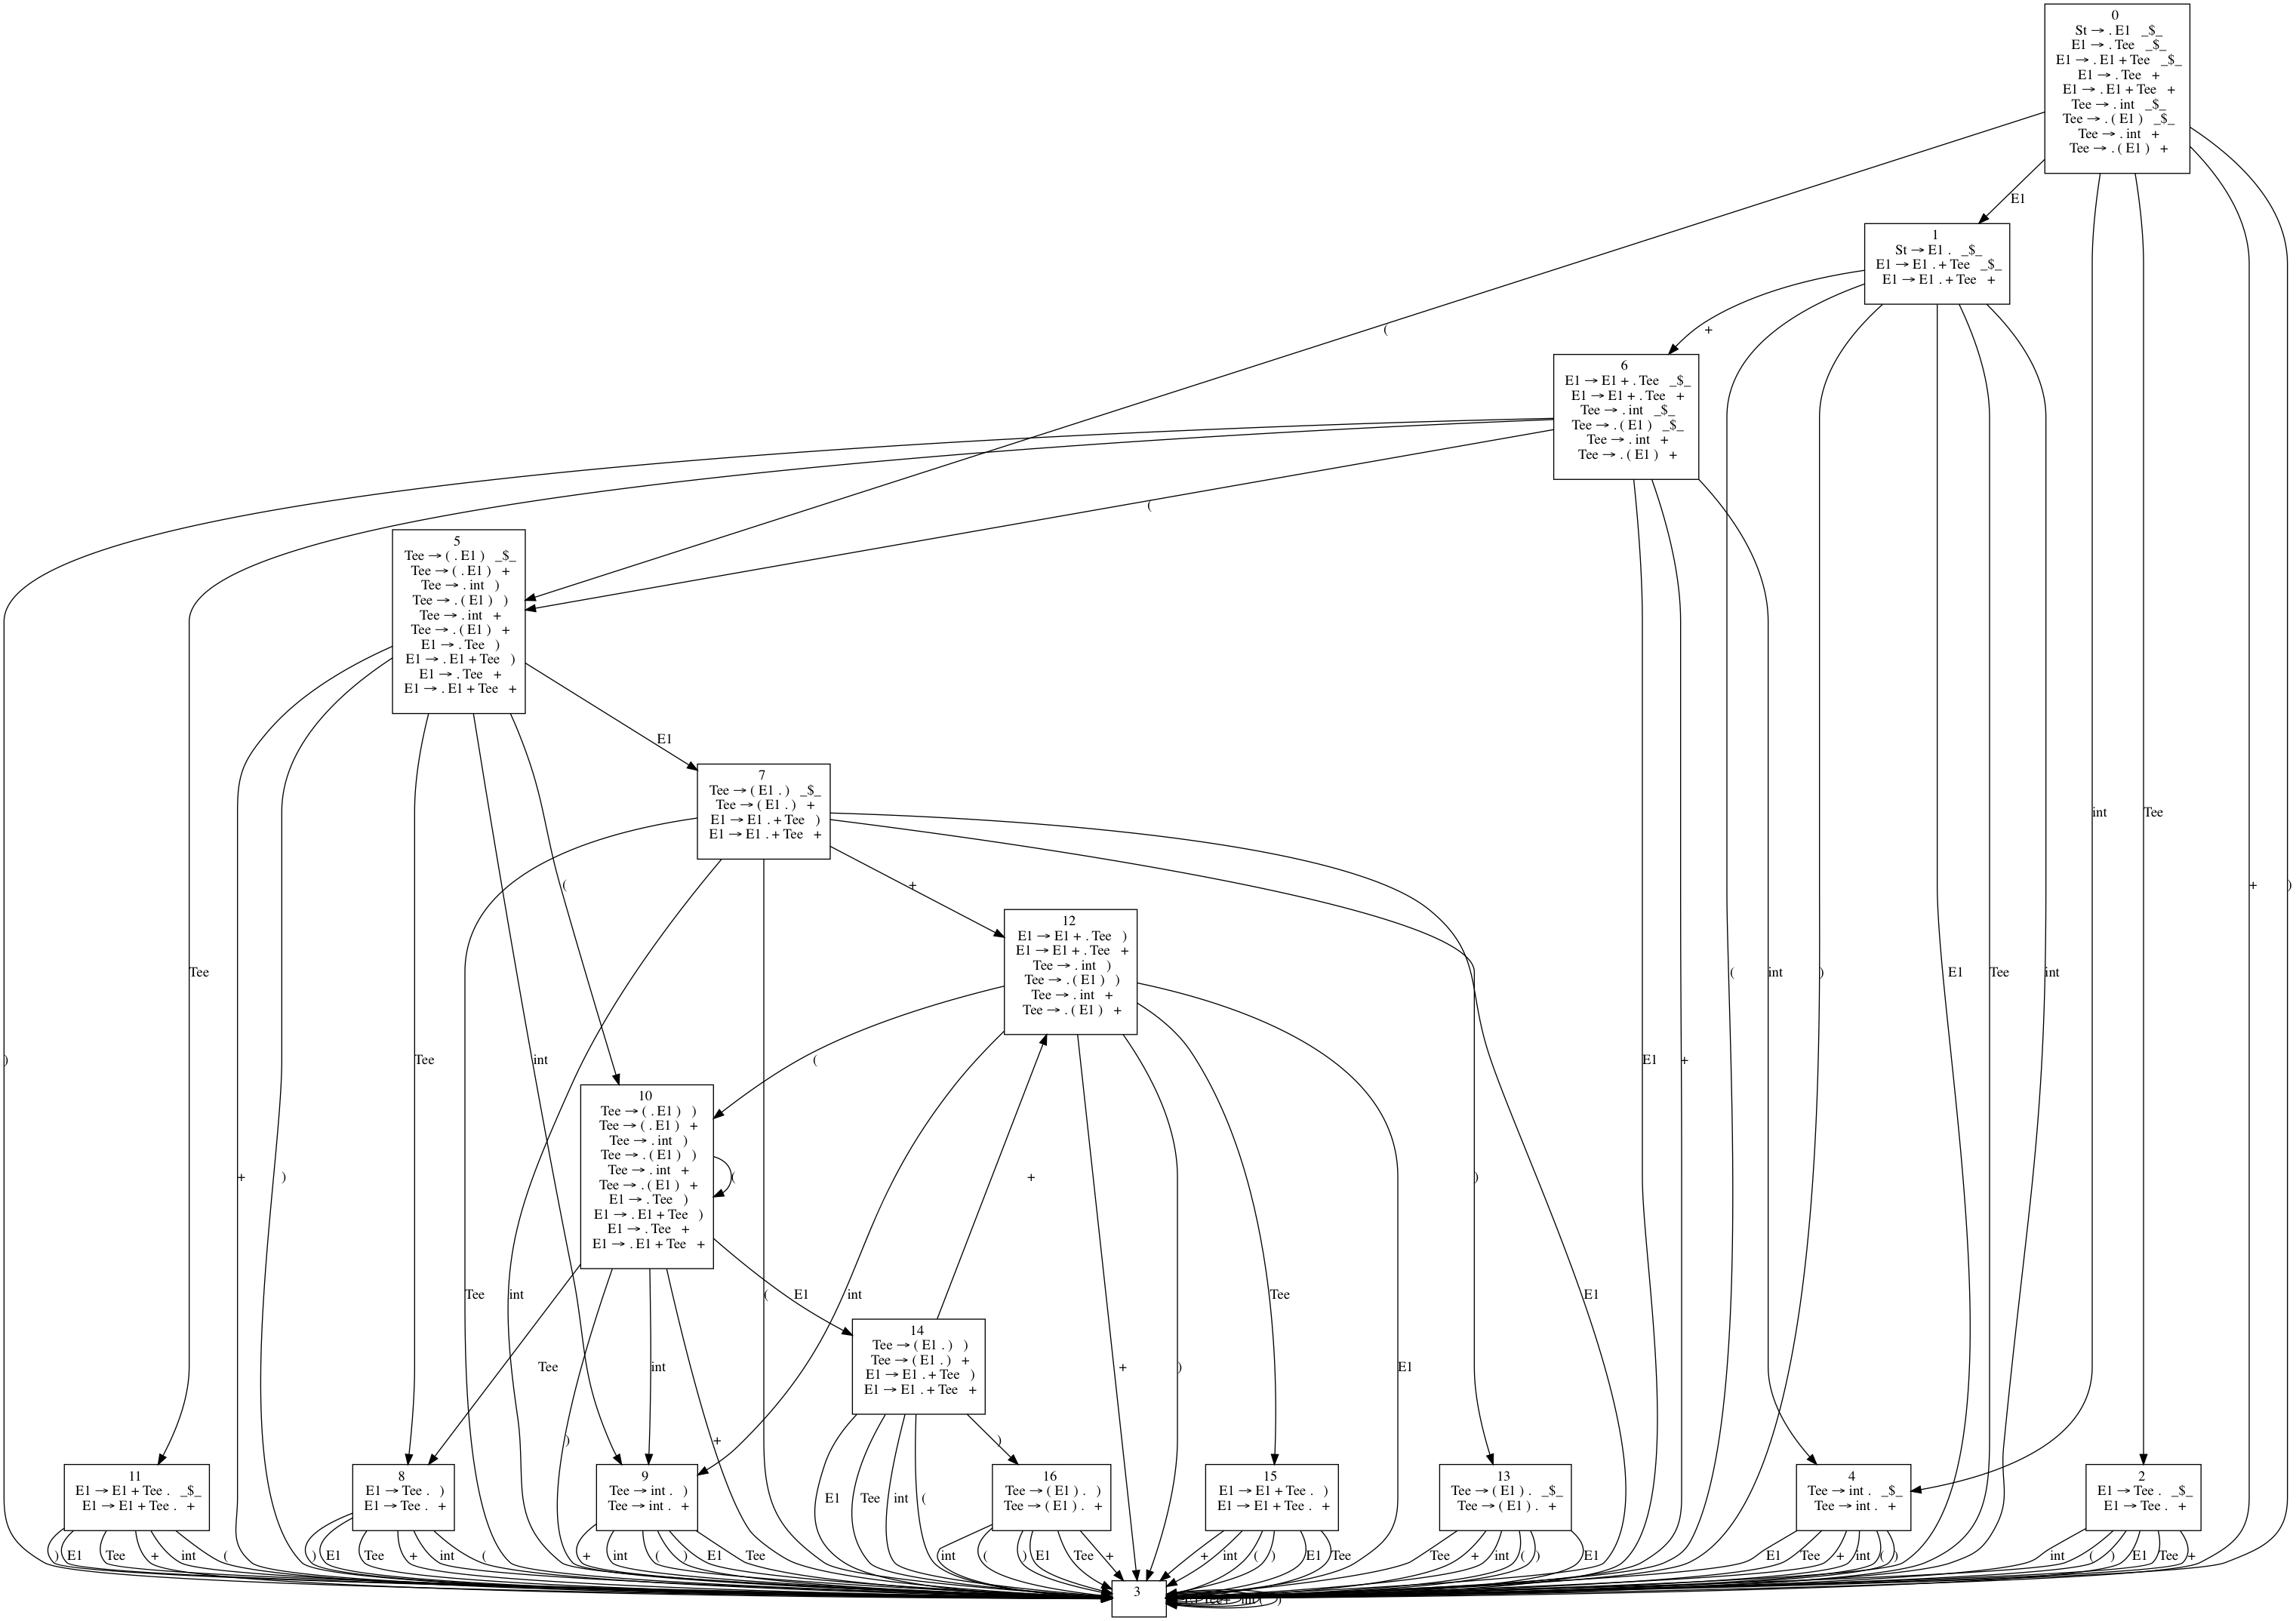 0
St → . E1 _$_
E1 → . Tee _$_
E1 → . E1 + Tee _$_
E1 → . Tee +
E1 → . E1 + Tee +
Tee → . int _$_
Tee → . ( E1 ) _$_
Tee → . int +
Tee → . ( E1 ) +
E1
1
St → E1 . _$_
E1 → E1 . + Tee _$_
E1 → E1 . + Tee +
(
+
6
E1 → E1 + . Tee _$_
E1 → E1 + . Tee +
Tee → . int _$_
Tee → . ( E1 ) _$_
Tee → . int +
Tee → . ( E1 ) +
(
5
Tee → ( . E1 ) _$_
Tee → ( . E1 ) +
Tee → . int )
Tee → . ( E1 ) )
Tee → . int +
Tee → . ( E1 ) +
E1 → . Tee )
E1 → . E1 + Tee )
E1 → . Tee +
E1 → . E1 + Tee +
E1
7
Tee → ( E1 . ) _$_
Tee → ( E1 . ) +
E1 → E1 . + Tee )
E1 → E1 . + Tee +
int
Tee
(
+
+
)
12
E1 → E1 + . Tee )
E1 → E1 + . Tee +
Tee → . int )
Tee → . ( E1 ) )
Tee → . int +
Tee → . ( E1 ) +
Tee
(
int
)
E1
Tee
int
)
Tee
int
(
E1
+
10
Tee → ( . E1 ) )
Tee → ( . E1 ) +
Tee → . int )
Tee → . ( E1 ) )
Tee → . int +
Tee → . ( E1 ) +
E1 → . Tee )
E1 → . E1 + Tee )
E1 → . Tee +
E1 → . E1 + Tee +
+
)
(
+
)
Tee
int
(
E1
int
Tee
E1
14
Tee → ( E1 . ) )
Tee → ( E1 . ) +
E1 → E1 . + Tee )
E1 → E1 . + Tee +
Tee
int
+
)
E1
)
+
)
11
E1 → E1 + Tee . _$_
E1 → E1 + Tee . +
8
E1 → Tee . )
E1 → Tee . +
9
Tee → int . )
Tee → int . +
16
Tee → ( E1 ) . )
Tee → ( E1 ) . +
15
E1 → E1 + Tee . )
E1 → E1 + Tee . +
13
Tee → ( E1 ) . _$_
Tee → ( E1 ) . +
4
Tee → int . _$_
Tee → int . +
2
E1 → Tee . _$_
E1 → Tee . +
E1 Tee int (
) E1 Tee + int (
) E1 Tee + int (
+ int ( ) E1 Tee
int ( ) E1 Tee +
+ int ( ) E1 Tee
Tee + int ( ) E1
E1 Tee + int ( )
int ( ) E1 Tee +
3